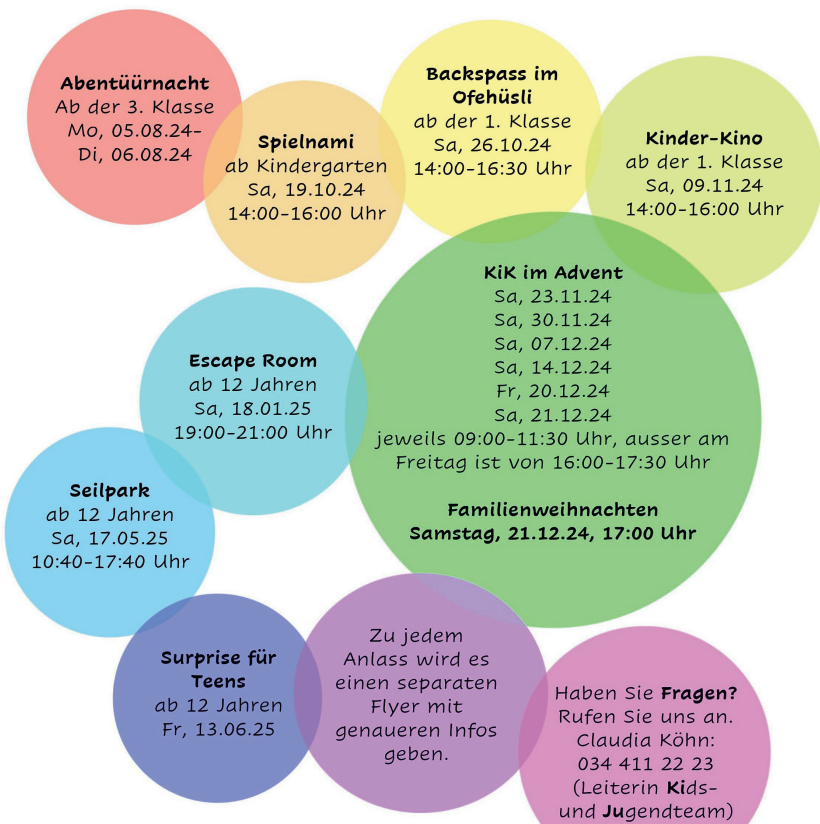 Abentüürnacht
Ab der 3. Klasse
Mo, 05.08.24-
Di, 06.08.24
Spielnami
ab Kindergarten
Sa, 19.10.24
14:00-16:00 Uhr
Backspass im
Ofehüsli
ab der 1. Klasse
Sa, 26.10.24
14:00-16:30 Uhr
Kinder-Kino
ab der 1. Klasse
Sa, 09.11.24
14:00-16:00 Uhr
KiK im Advent
Sa, 23.11.24
Sa, 30.11.24
Sa, 07.12.24
Sa, 14.12.24
Fr, 20.12.24
Sa, 21.12.24
jeweils 09:00-11:30 Uhr, ausser am
Freitag ist von 16:00-17:30 Uhr
Familienweihnachten
Samstag, 21.12.24, 17:00 Uhr
Escape Room
ab 12 Jahren
Sa, 18.01.25
19:00-21:00 Uhr
Seilpark
ab 12 Jahren
Sa, 17.05.25
10:40-17:40 Uhr
Surprise für
Teens
ab 12 Jahren
Fr, 13.06.25
Zu jedem
Anlass wird es
einen separaten
Flyer mit
genaueren Infos
geben.
Haben Sie Fragen?
Rufen Sie uns an.
Claudia Köhn:
034 411 22 23
(Leiterin Kids-
und Jugendteam)